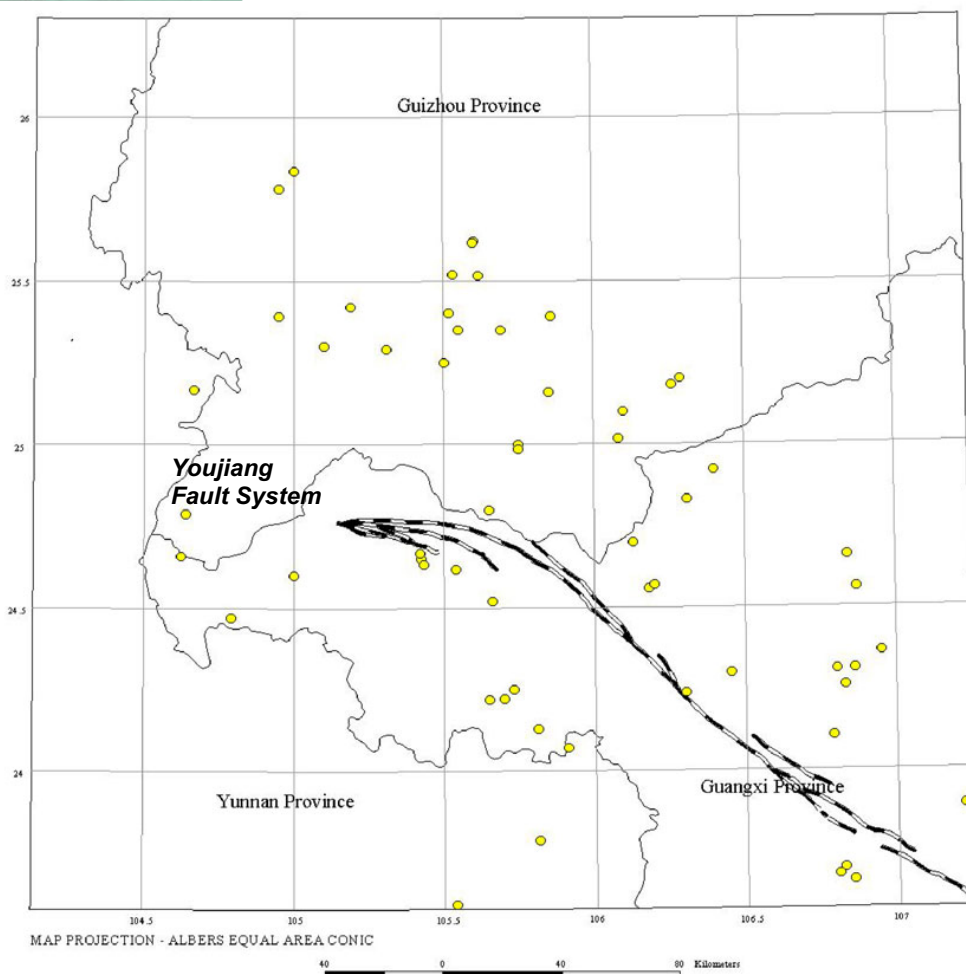 Guizhou Province
26
25.5
25
Youjiang
Fault System
24.5
24
Yunnan Province
Guangxi Province
104.5 105 105.5 106 106.5 107
MAP PROJECTION - ALBERS EQUAL AREA CONIC
40 0 40 80 Kilometers